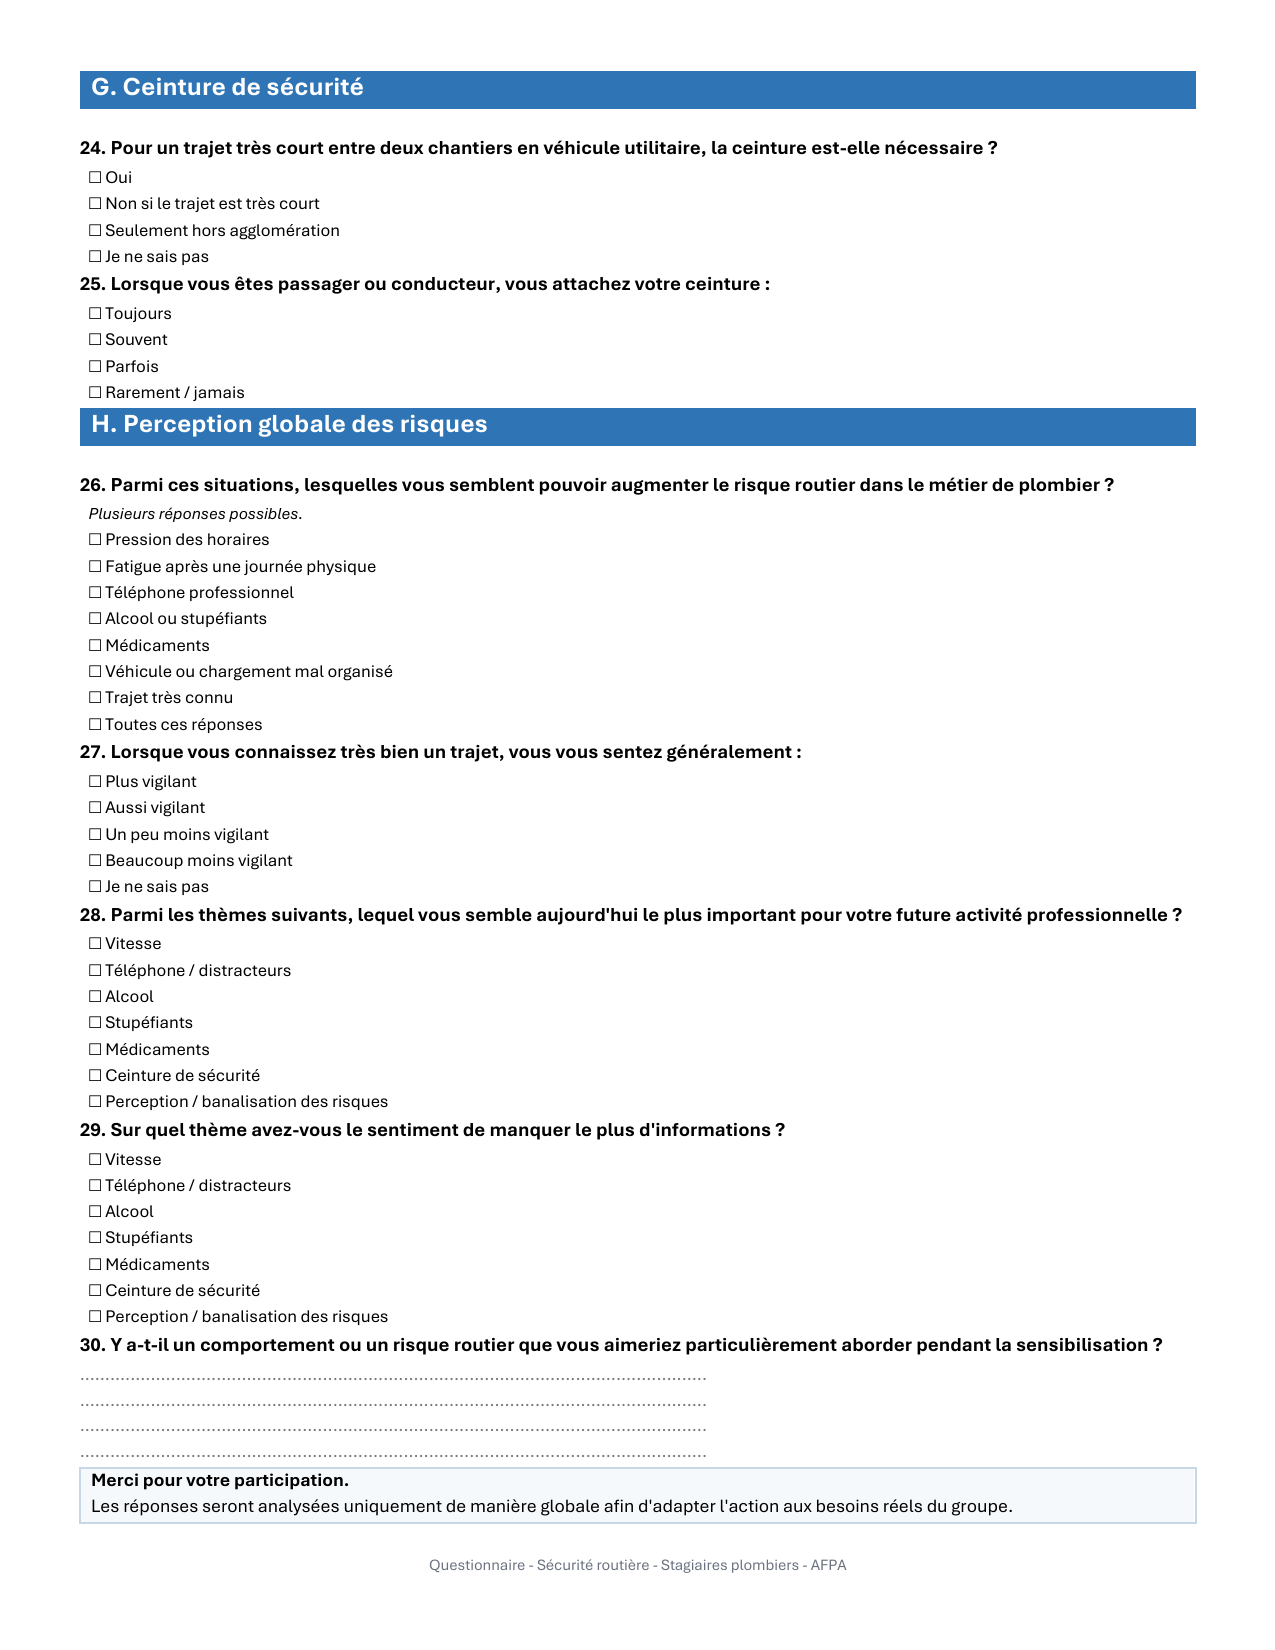 G. Ceinture de sécurité
24. Pour un trajet très court entre deux chantiers en véhicule utilitaire, la ceinture est-elle nécessaire ?
☐ Oui
☐ Non si le trajet est très court
☐ Seulement hors agglomération
☐ Je ne sais pas
25. Lorsque vous êtes passager ou conducteur, vous attachez votre ceinture :
☐ Toujours
☐ Souvent
☐ Parfois
☐ Rarement / jamais
H. Perception globale des risques
26. Parmi ces situations, lesquelles vous semblent pouvoir augmenter le risque routier dans le métier de plombier ?
Plusieurs réponses possibles.
☐ Pression des horaires
☐ Fatigue après une journée physique
☐ Téléphone professionnel
☐ Alcool ou stupéfiants
☐ Médicaments
☐ Véhicule ou chargement mal organisé
☐ Trajet très connu
☐ Toutes ces réponses
27. Lorsque vous connaissez très bien un trajet, vous vous sentez généralement :
☐ Plus vigilant
☐ Aussi vigilant
☐ Un peu moins vigilant
☐ Beaucoup moins vigilant
☐ Je ne sais pas
28. Parmi les thèmes suivants, lequel vous semble aujourd'hui le plus important pour votre future activité professionnelle ?
☐ Vitesse
☐ Téléphone / distracteurs
☐ Alcool
☐ Stupéfiants
☐ Médicaments
☐ Ceinture de sécurité
☐ Perception / banalisation des risques
29. Sur quel thème avez-vous le sentiment de manquer le plus d'informations ?
☐ Vitesse
☐ Téléphone / distracteurs
☐ Alcool
☐ Stupéfiants
☐ Médicaments
☐ Ceinture de sécurité
☐ Perception / banalisation des risques
30. Y a-t-il un comportement ou un risque routier que vous aimeriez particulièrement aborder pendant la sensibilisation ?
............................................................................................................................
............................................................................................................................
............................................................................................................................
............................................................................................................................
Merci pour votre participation.
Les réponses seront analysées uniquement de manière globale afin d'adapter l'action aux besoins réels du groupe.
Questionnaire - Sécurité routière - Stagiaires plombiers - AFPA